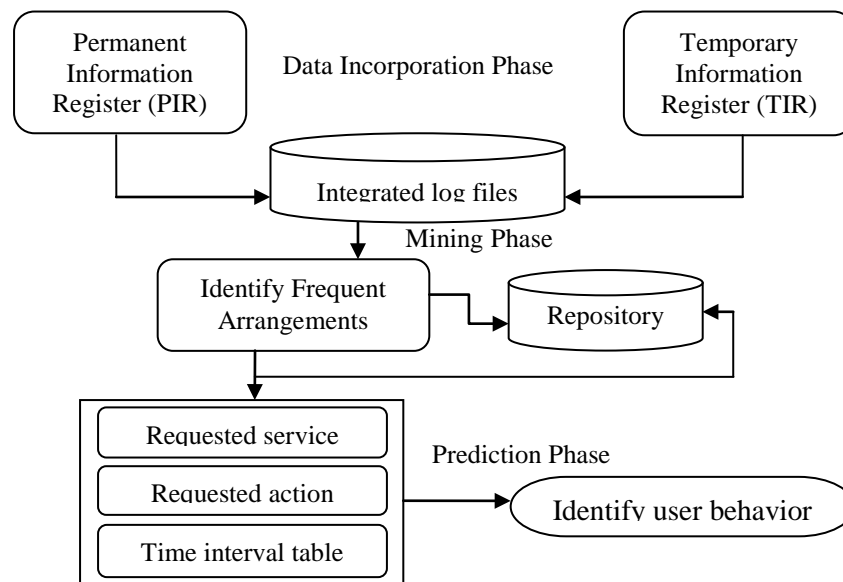 Permanent
Information
Register (PIR)
Data Incorporation Phase
Temporary
Information
Register (TIR)
Integrated log files
Mining Phase
Identify Frequent
Arrangements
Repository
Requested service
Requested action
Time interval table
Prediction Phase
Identify user behavior